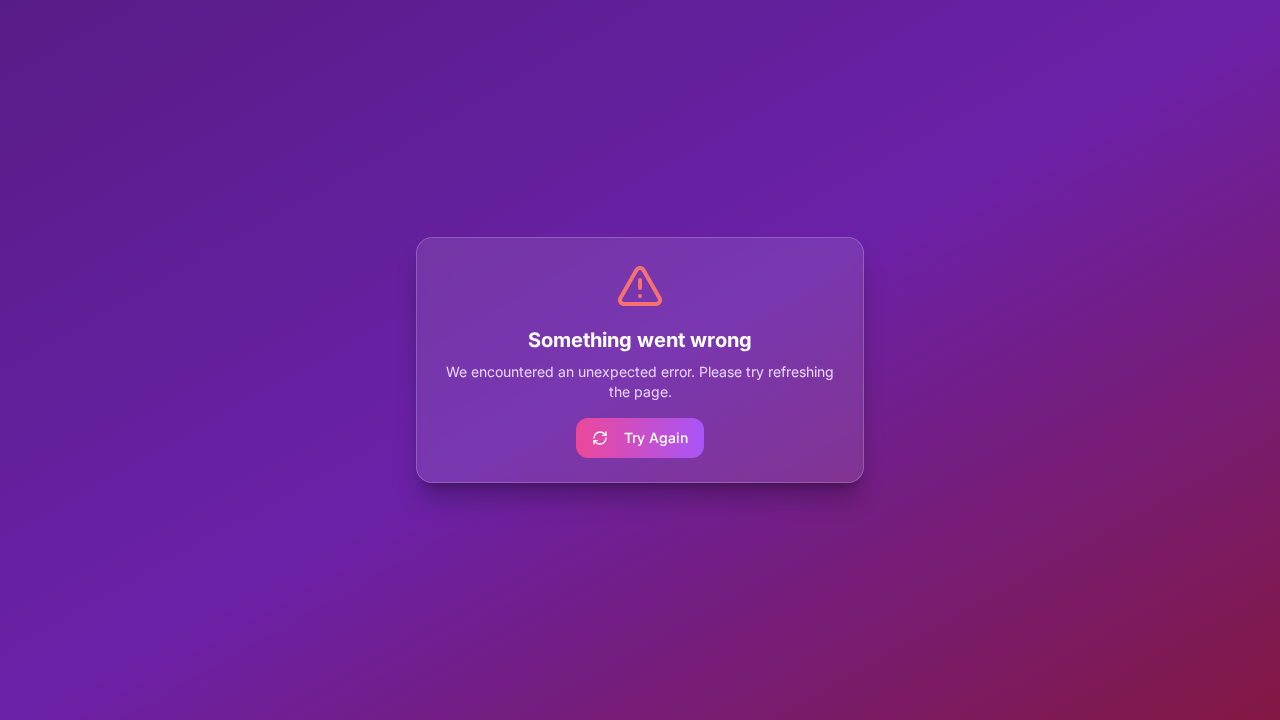 Something went wrong
We encountered an unexpected error. Please try refreshing
the page.
Try Again